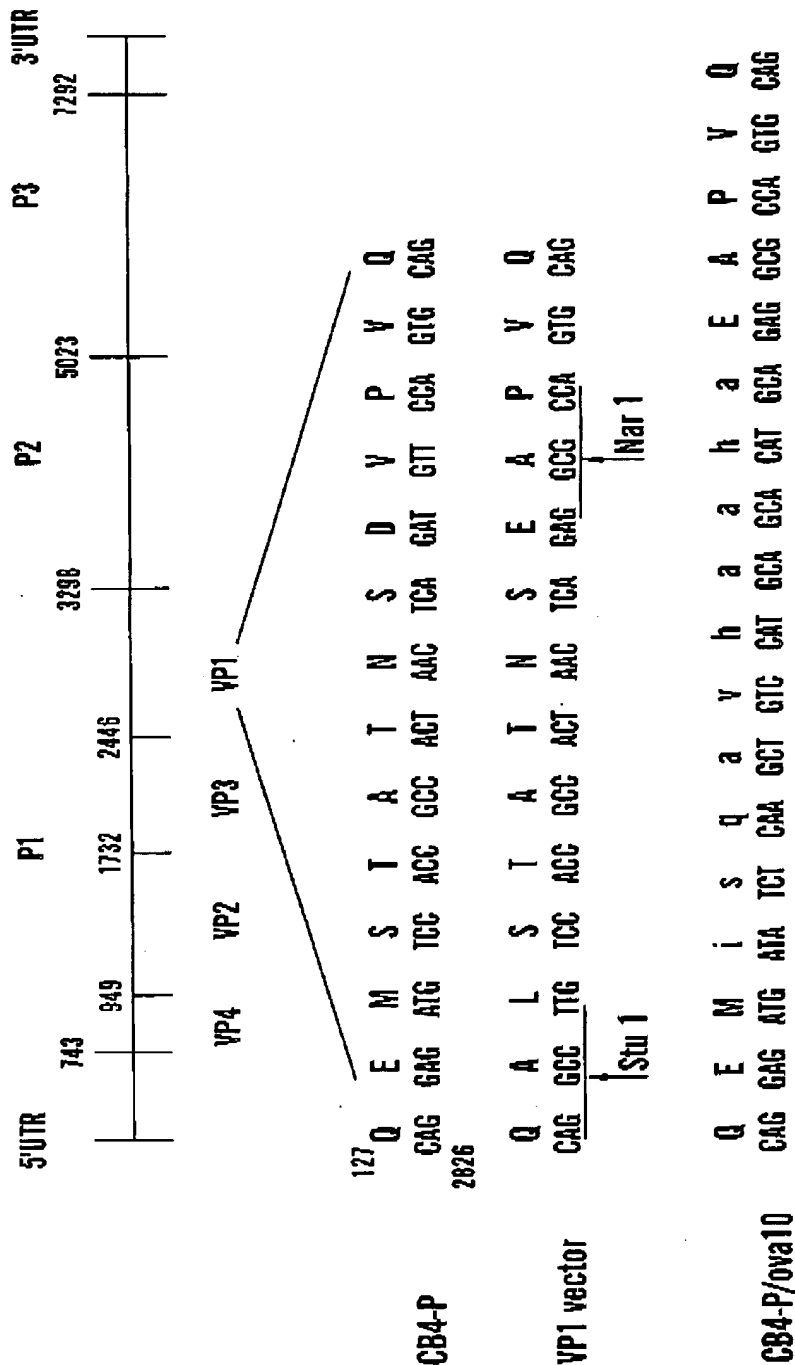 5'UTR P1 P2 P3 3'UTR
743 949 1732 2446 3298 5023 7292
VP4 VP2 VP3 VP1
127
CB4-P
Q E M S T A T N S D V P V Q
CAG GAG ATG TCC ACC GCC ACT AAC TCA GAT GTT CCA GTG CAG
2826
VP1 vector
Q A L S T A T N S E A P V Q
CAG GCC TTG TCC ACC GCC ACT AAC TCA GAG GCG CCA GTG CAG
Stu 1 Nar 1
CB4-P/ova10
Q E M i s q a v h a a h a E A P V Q
CAG GAG ATG ATA TCT CAA GCT GTC CAT GCA GCA CAT GCA GAG GCG CCA GTG CAG